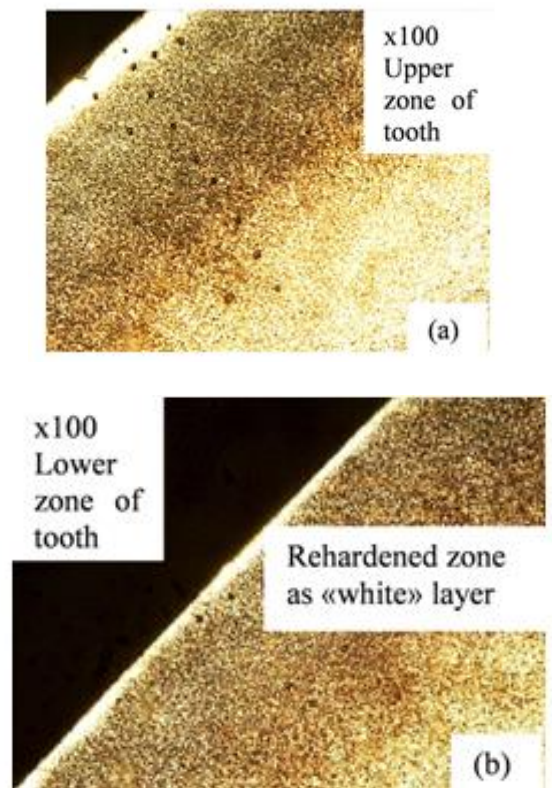 x100
Upper
zone of
tooth
(a)
x100
Lower
zone of
tooth
Rehardened zone
as «white» layer
(b)